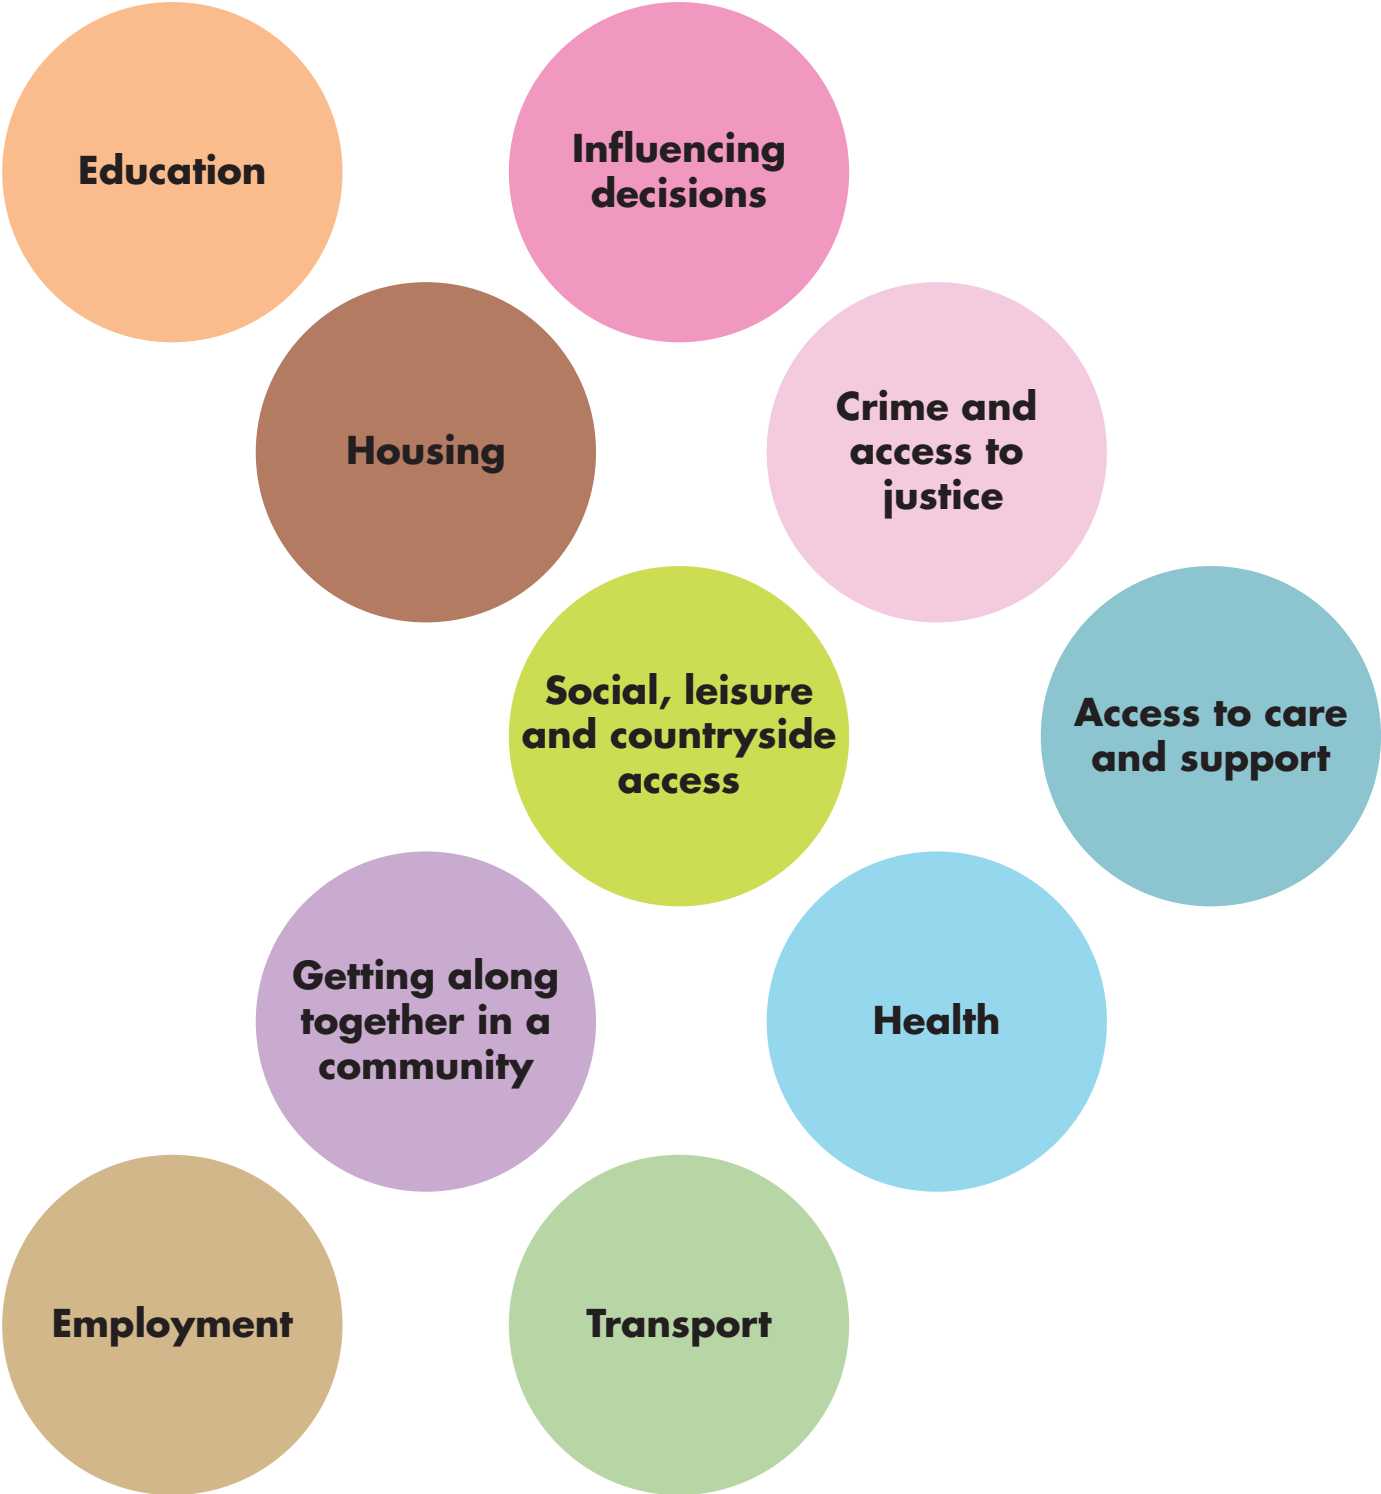 Education
Influencing
decisions
Housing
Crime and
access to
justice
Social, leisure
and countryside
access
Access to care
and support
Getting along
together in a
community
Health
Employment
Transport